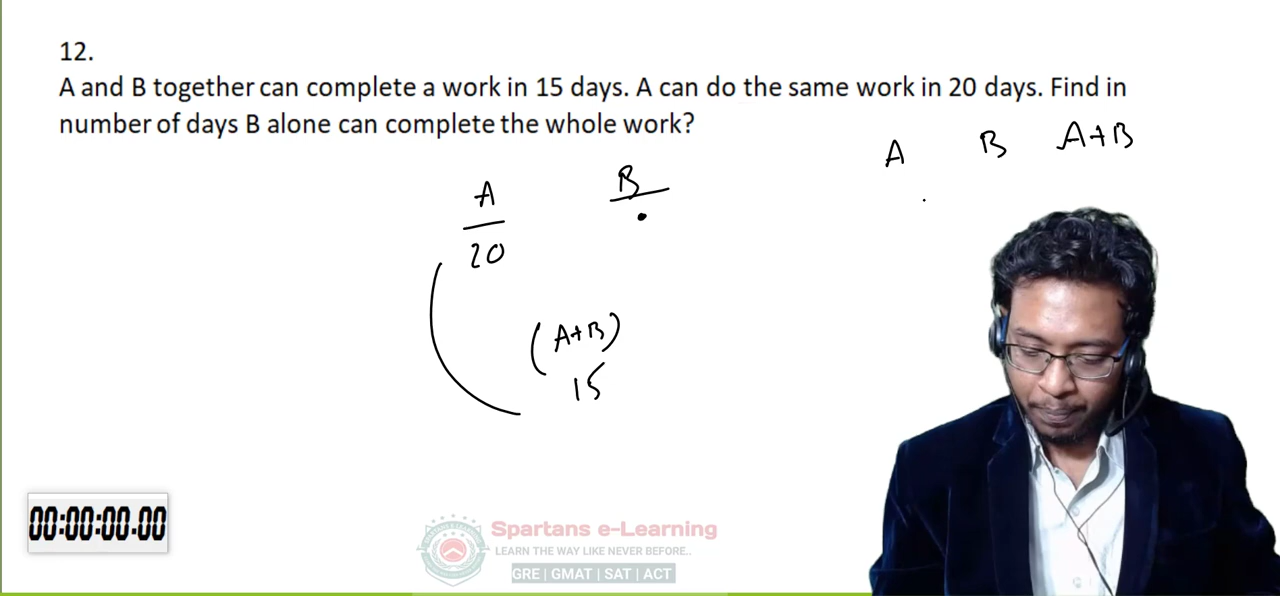 12.
A and B together can complete a work in 15 days. A can do the same work in 20 days. Find in
number of days B alone can complete the whole work?
A B A+B
A B
20
(A+B)
15
00:00:00.00
Spartans e-Learning
LEARN THE WAY LIKE NEVER BEFORE..
GRE | GMAT | SAT | ACT